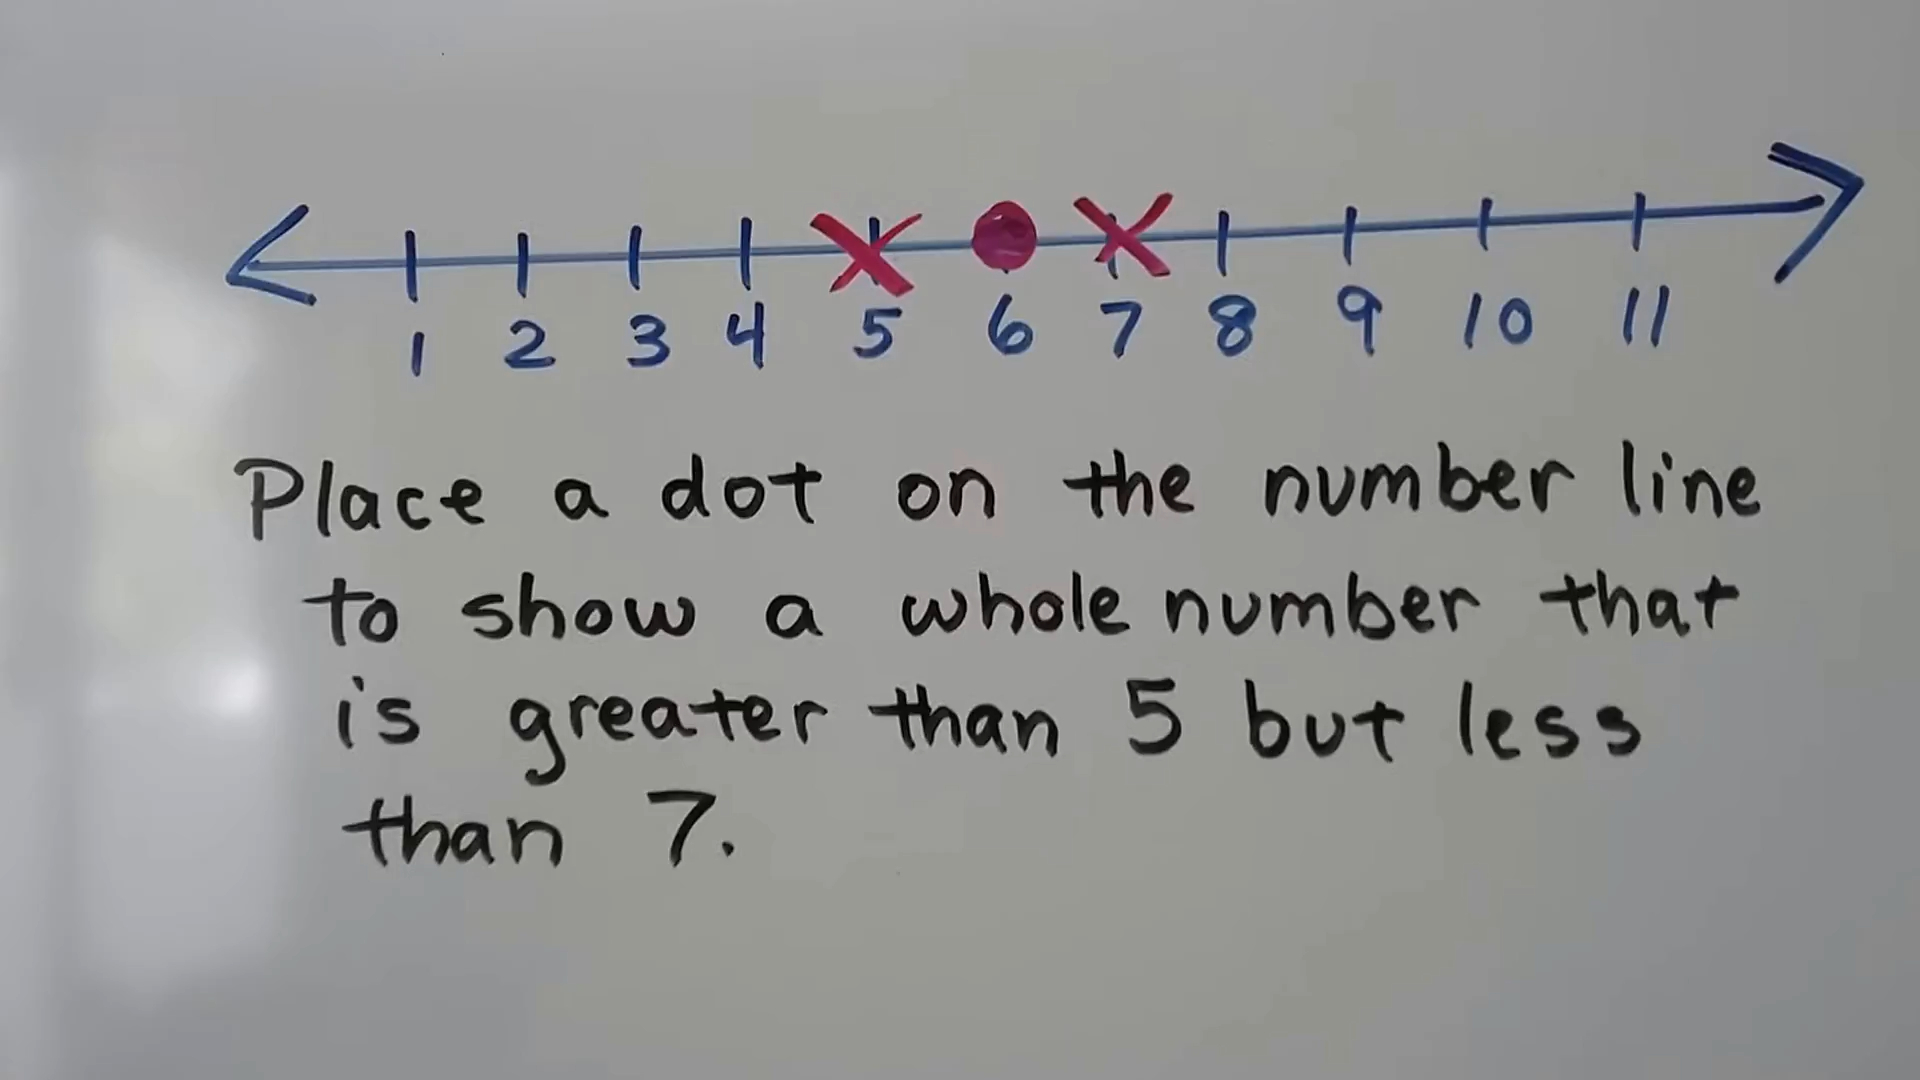 1 2 3 4 5 6 7 8 9 10 11
Place a dot on the number line
to show a whole number that
is greater than 5 but less
than 7.